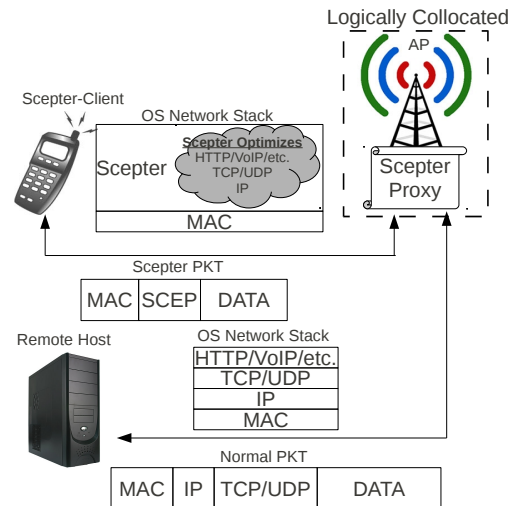 Logically Collocated
AP
Scepter-Client
OS Network Stack
Scepter Optimizes
HTTP/VoIP/etc.
TCP/UDP
IP
Scepter
MAC
Scepter
Proxy
Scepter PKT
MAC SCEP DATA
Remote Host
OS Network Stack
HTTP/VoIP/etc.
TCP/UDP
IP
MAC
Normal PKT
MAC IP TCP/UDP DATA